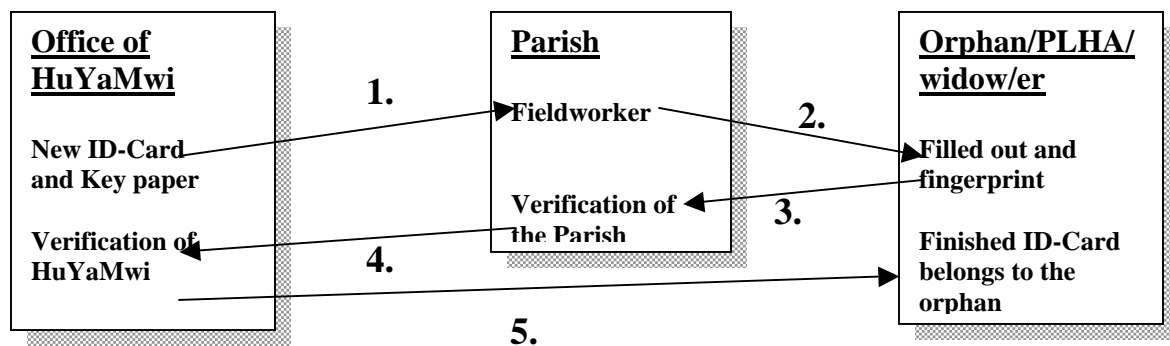 Office of
HuYaMwi
New ID-Card
and Key paper
Verification of
HuYaMwi
1.
Parish
Fieldworker
Verification of
the Parish
2.
3.
4.
5.
Orphan/PLHA/
widow/er
Filled out and
fingerprint
Finished ID-Card
belongs to the
orphan